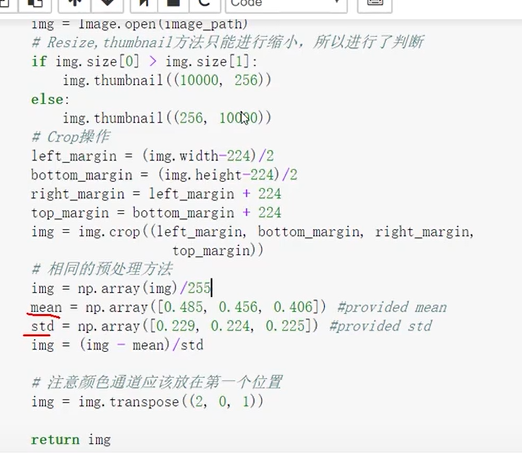 Code
img = Image.open(image_path)
# Resize,thumbnail方法只能进行缩小，所以进行了判断
if img.size[0] > img.size[1]:
    img.thumbnail((10000, 256))
else:
    img.thumbnail((256, 10000))
# Crop操作
left_margin = (img.width-224)/2
bottom_margin = (img.height-224)/2
right_margin = left_margin + 224
top_margin = bottom_margin + 224
img = img.crop((left_margin, bottom_margin, right_margin,
                top_margin))
# 相同的预处理方法
img = np.array(img)/255
mean = np.array([0.485, 0.456, 0.406]) #provided mean
std = np.array([0.229, 0.224, 0.225]) #provided std
img = (img - mean)/std
# 注意颜色通道应该放在第一个位置
img = img.transpose((2, 0, 1))
return img